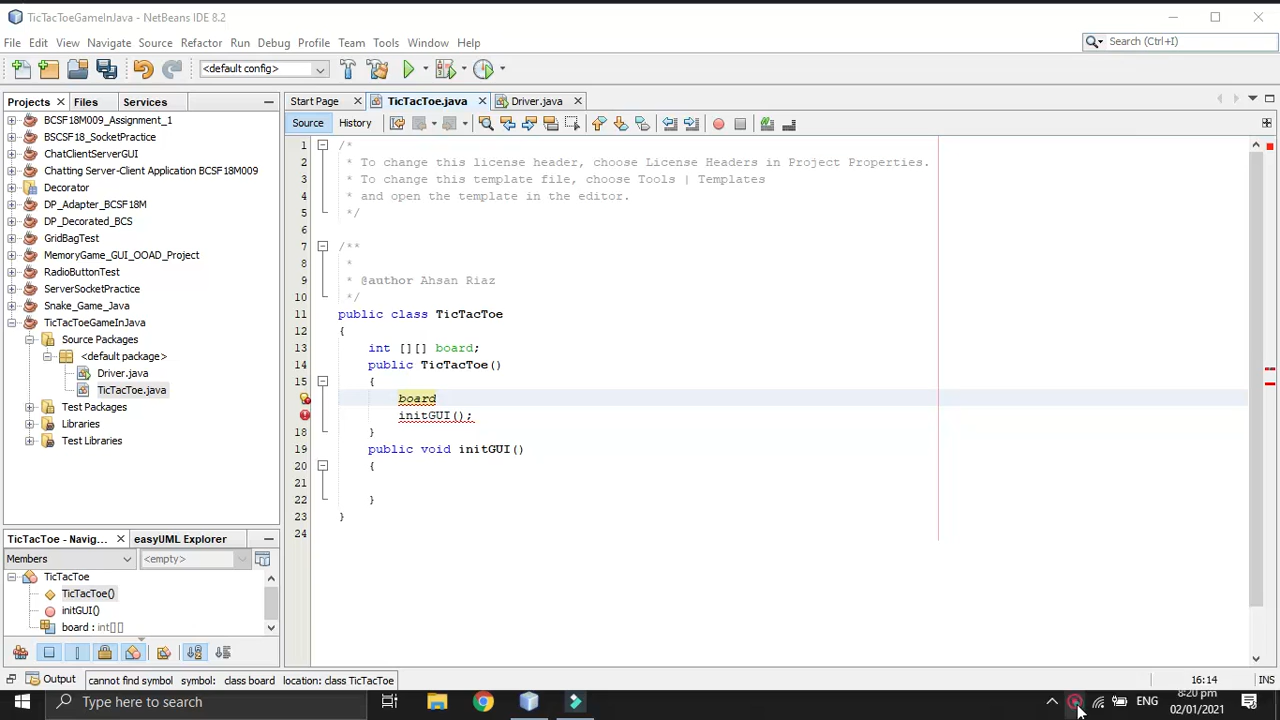 TicTacToeGameInJava - NetBeans IDE 8.2
File Edit View Navigate Source Refactor Run Debug Profile Team Tools Window Help
Search (Ctrl+I)
<default config>
Projects Files Services
Start Page TicTacToe.java Driver.java
Source History
BCSF18M009_Assignment_1
BSCSF18_SocketPractice
ChatClientServerGUI
Chatting Server-Client Application BCSF18M009
Decorator
DP_Adapter_BCSF18M
DP_Decorated_BCS
GridBagTest
MemoryGame_GUI_OOAD_Project
RadioButtonTest
ServerSocketPractice
Snake_Game_Java
TicTacToeGameInJava
Source Packages
<default package>
Driver.java
TicTacToe.java
Test Packages
Libraries
Test Libraries
1 /*
2 * To change this license header, choose License Headers in Project Properties.
3 * To change this template file, choose Tools | Templates
4 * and open the template in the editor.
5 */
6
7 /**
8 *
9 * @author Ahsan Riaz
10 */
11 public class TicTacToe
12 {
13 int [][] board;
14 public TicTacToe()
15 {
board
initGUI();
18 }
19 public void initGUI()
20 {
21
22 }
23 }
24
TicTacToe - Navig... easyUML Explorer
Members <empty>
TicTacToe
TicTacToe()
initGUI()
board : int[][]
Output cannot find symbol symbol: class board location: class TicTacToe
16:14 INS
Type here to search
ENG
8:20 pm
02/01/2021